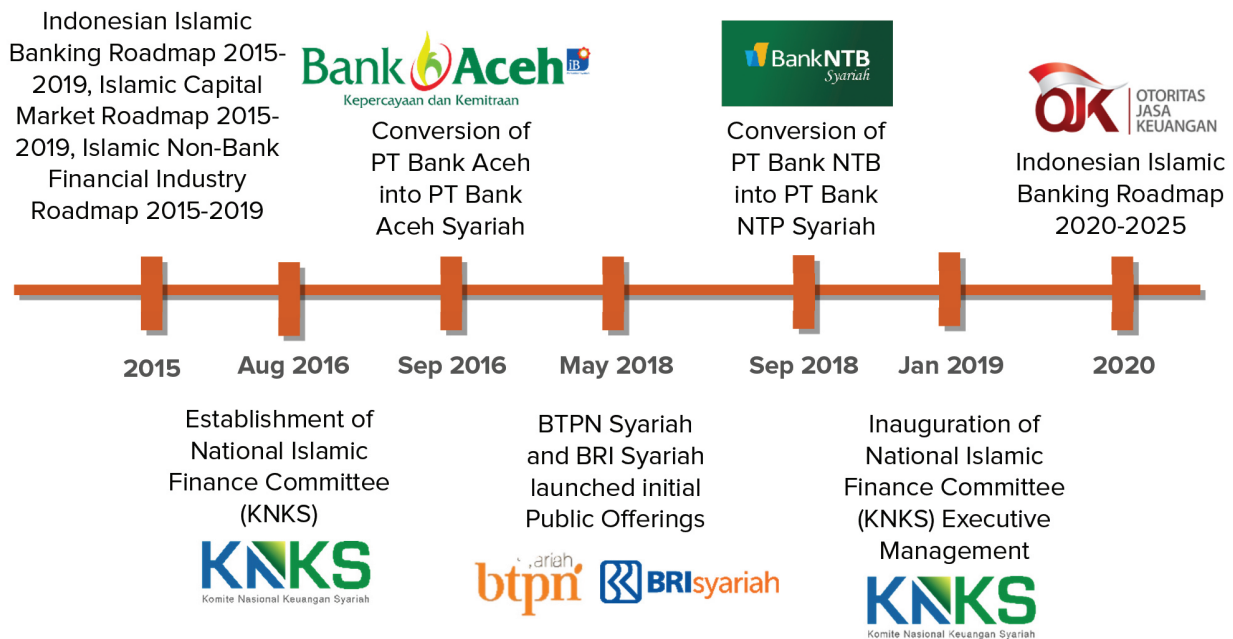 Indonesian Islamic
Banking Roadmap 2015-
2019, Islamic Capital
Market Roadmap 2015-
2019, Islamic Non-Bank
Financial Industry
Roadmap 2015-2019
Bank Aceh iB
Kepercayaan dan Kemitraan
Conversion of
PT Bank Aceh
into PT Bank
Aceh Syariah
BankNTB
Syariah
Conversion of
PT Bank NTB
into PT Bank
NTP Syariah
OJK
OTORITAS
JASA
KEUANGAN
Indonesian Islamic
Banking Roadmap
2020-2025
2015
Aug 2016
Sep 2016
May 2018
Sep 2018
Jan 2019
2020
Establishment of
National Islamic
Finance Committee
(KNKS)
KNKS
Komite Nasional Keuangan Syariah
BTPN Syariah
and BRI Syariah
launched initial
Public Offerings
ariah
btpn
BRIsyariah
Inauguration of
National Islamic
Finance Committee
(KNKS) Executive
Management
KNKS
Komite Nasional Keuangan Syariah